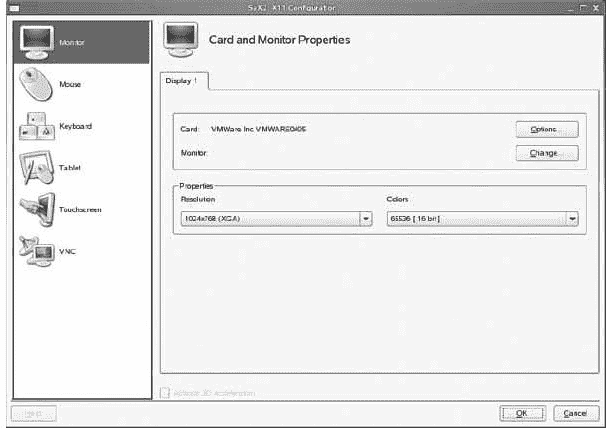 SaX2: X11 Configurator
Monitor
Mouse
Keyboard
Tablet
Touchscreen
VNC
Card and Monitor Properties
Display 1
Card: VMWare Inc VMWARE0405
Options...
Monitor:
Change...
Properties
Resolution
Colors
1024x768 (XGA)
65536 [ 16 bit ]
Activate 3D acceleration
Help
OK
Cancel